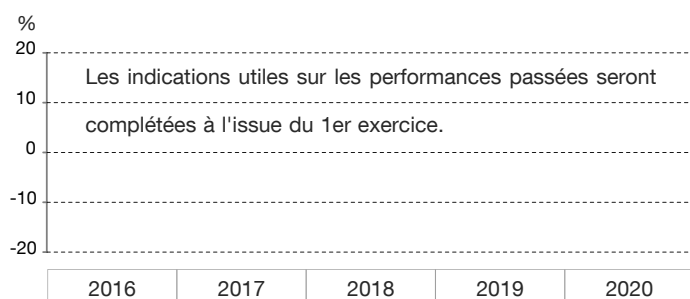 %
20
Les indications utiles sur les performances passées seront
10
complétées à l'issue du 1er exercice.
0
-10
-20
2016 2017 2018 2019 2020